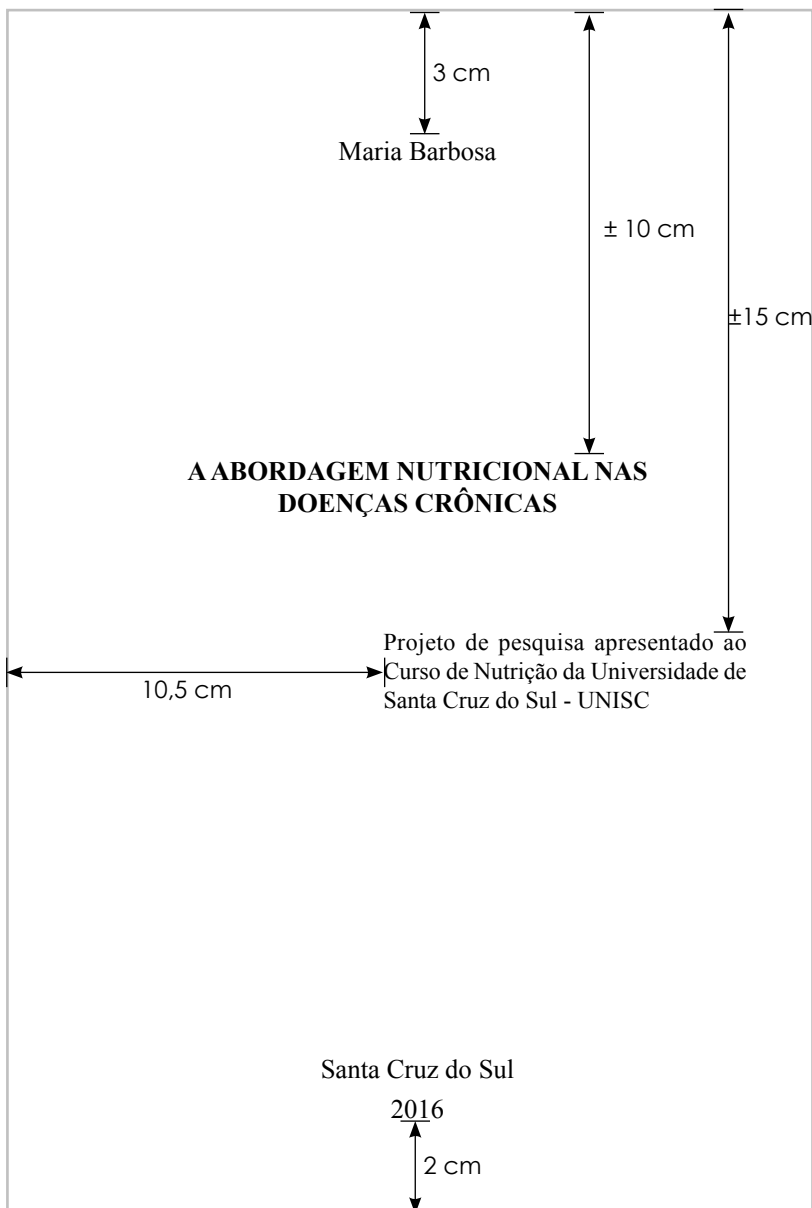 3 cm
Maria Barbosa
± 10 cm
±15 cm
A ABORDAGEM NUTRICIONAL NAS
DOENÇAS CRÔNICAS
Projeto de pesquisa apresentado ao
Curso de Nutrição da Universidade de
Santa Cruz do Sul - UNISC
10,5 cm
Santa Cruz do Sul
2016
2 cm